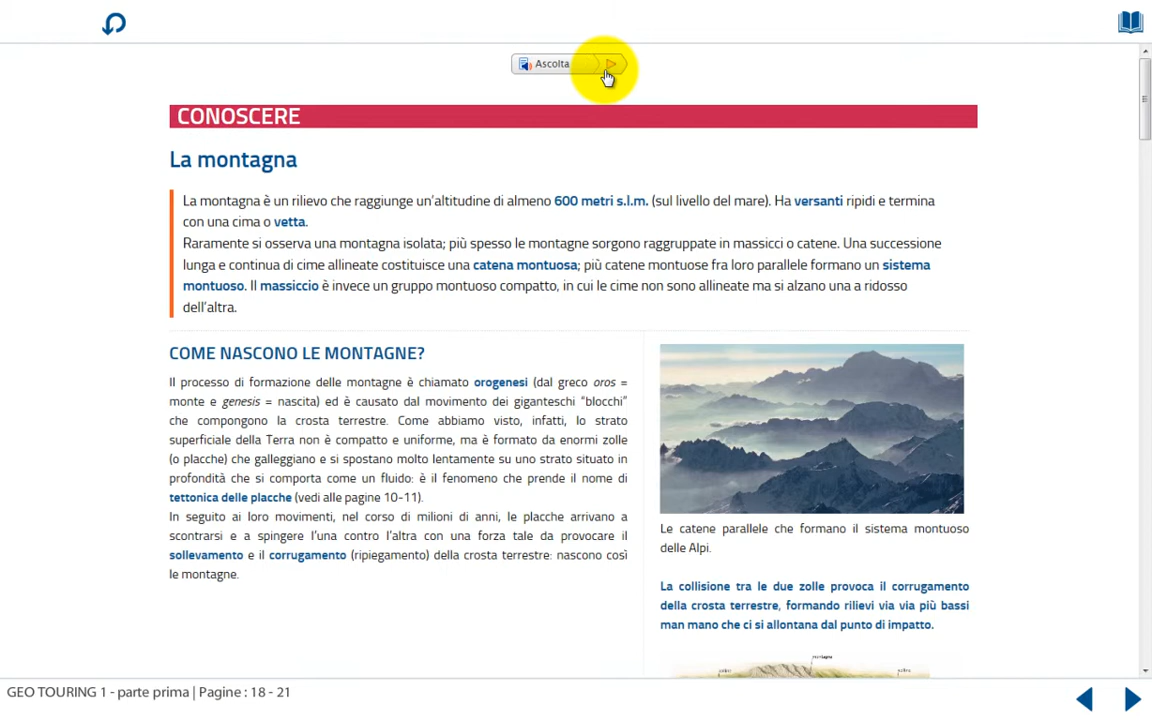 Ascolta
CONOSCERE
La montagna
La montagna è un rilievo che raggiunge un'altitudine di almeno 600 metri s.l.m. (sul livello del mare). Ha versanti ripidi e termina
con una cima o vetta.
Raramente si osserva una montagna isolata; più spesso le montagne sorgono raggruppate in massicci o catene. Una successione
lunga e continua di cime allineate costituisce una catena montuosa; più catene montuose fra loro parallele formano un sistema
montuoso. Il massiccio è invece un gruppo montuoso compatto, in cui le cime non sono allineate ma si alzano una a ridosso
dell'altra.
COME NASCONO LE MONTAGNE?
Il processo di formazione delle montagne è chiamato orogenesi (dal greco oros =
monte e genesis = nascita) ed è causato dal movimento dei giganteschi “blocchi”
che compongono la crosta terrestre. Come abbiamo visto, infatti, lo strato
superficiale della Terra non è compatto e uniforme, ma è formato da enormi zolle
(o placche) che galleggiano e si spostano molto lentamente su uno strato situato in
profondità che si comporta come un fluido: è il fenomeno che prende il nome di
tettonica delle placche (vedi alle pagine 10-11).
In seguito ai loro movimenti, nel corso di milioni di anni, le placche arrivano a
scontrarsi e a spingere l'una contro l'altra con una forza tale da provocare il
sollevamento e il corrugamento (ripiegamento) della crosta terrestre: nascono così
le montagne.
Le catene parallele che formano il sistema montuoso
delle Alpi.
La collisione tra le due zolle provoca il corrugamento
della crosta terrestre, formando rilievi via via più bassi
man mano che ci si allontana dal punto di impatto.
montagna
GEO TOURING 1 - parte prima | Pagine : 18 - 21